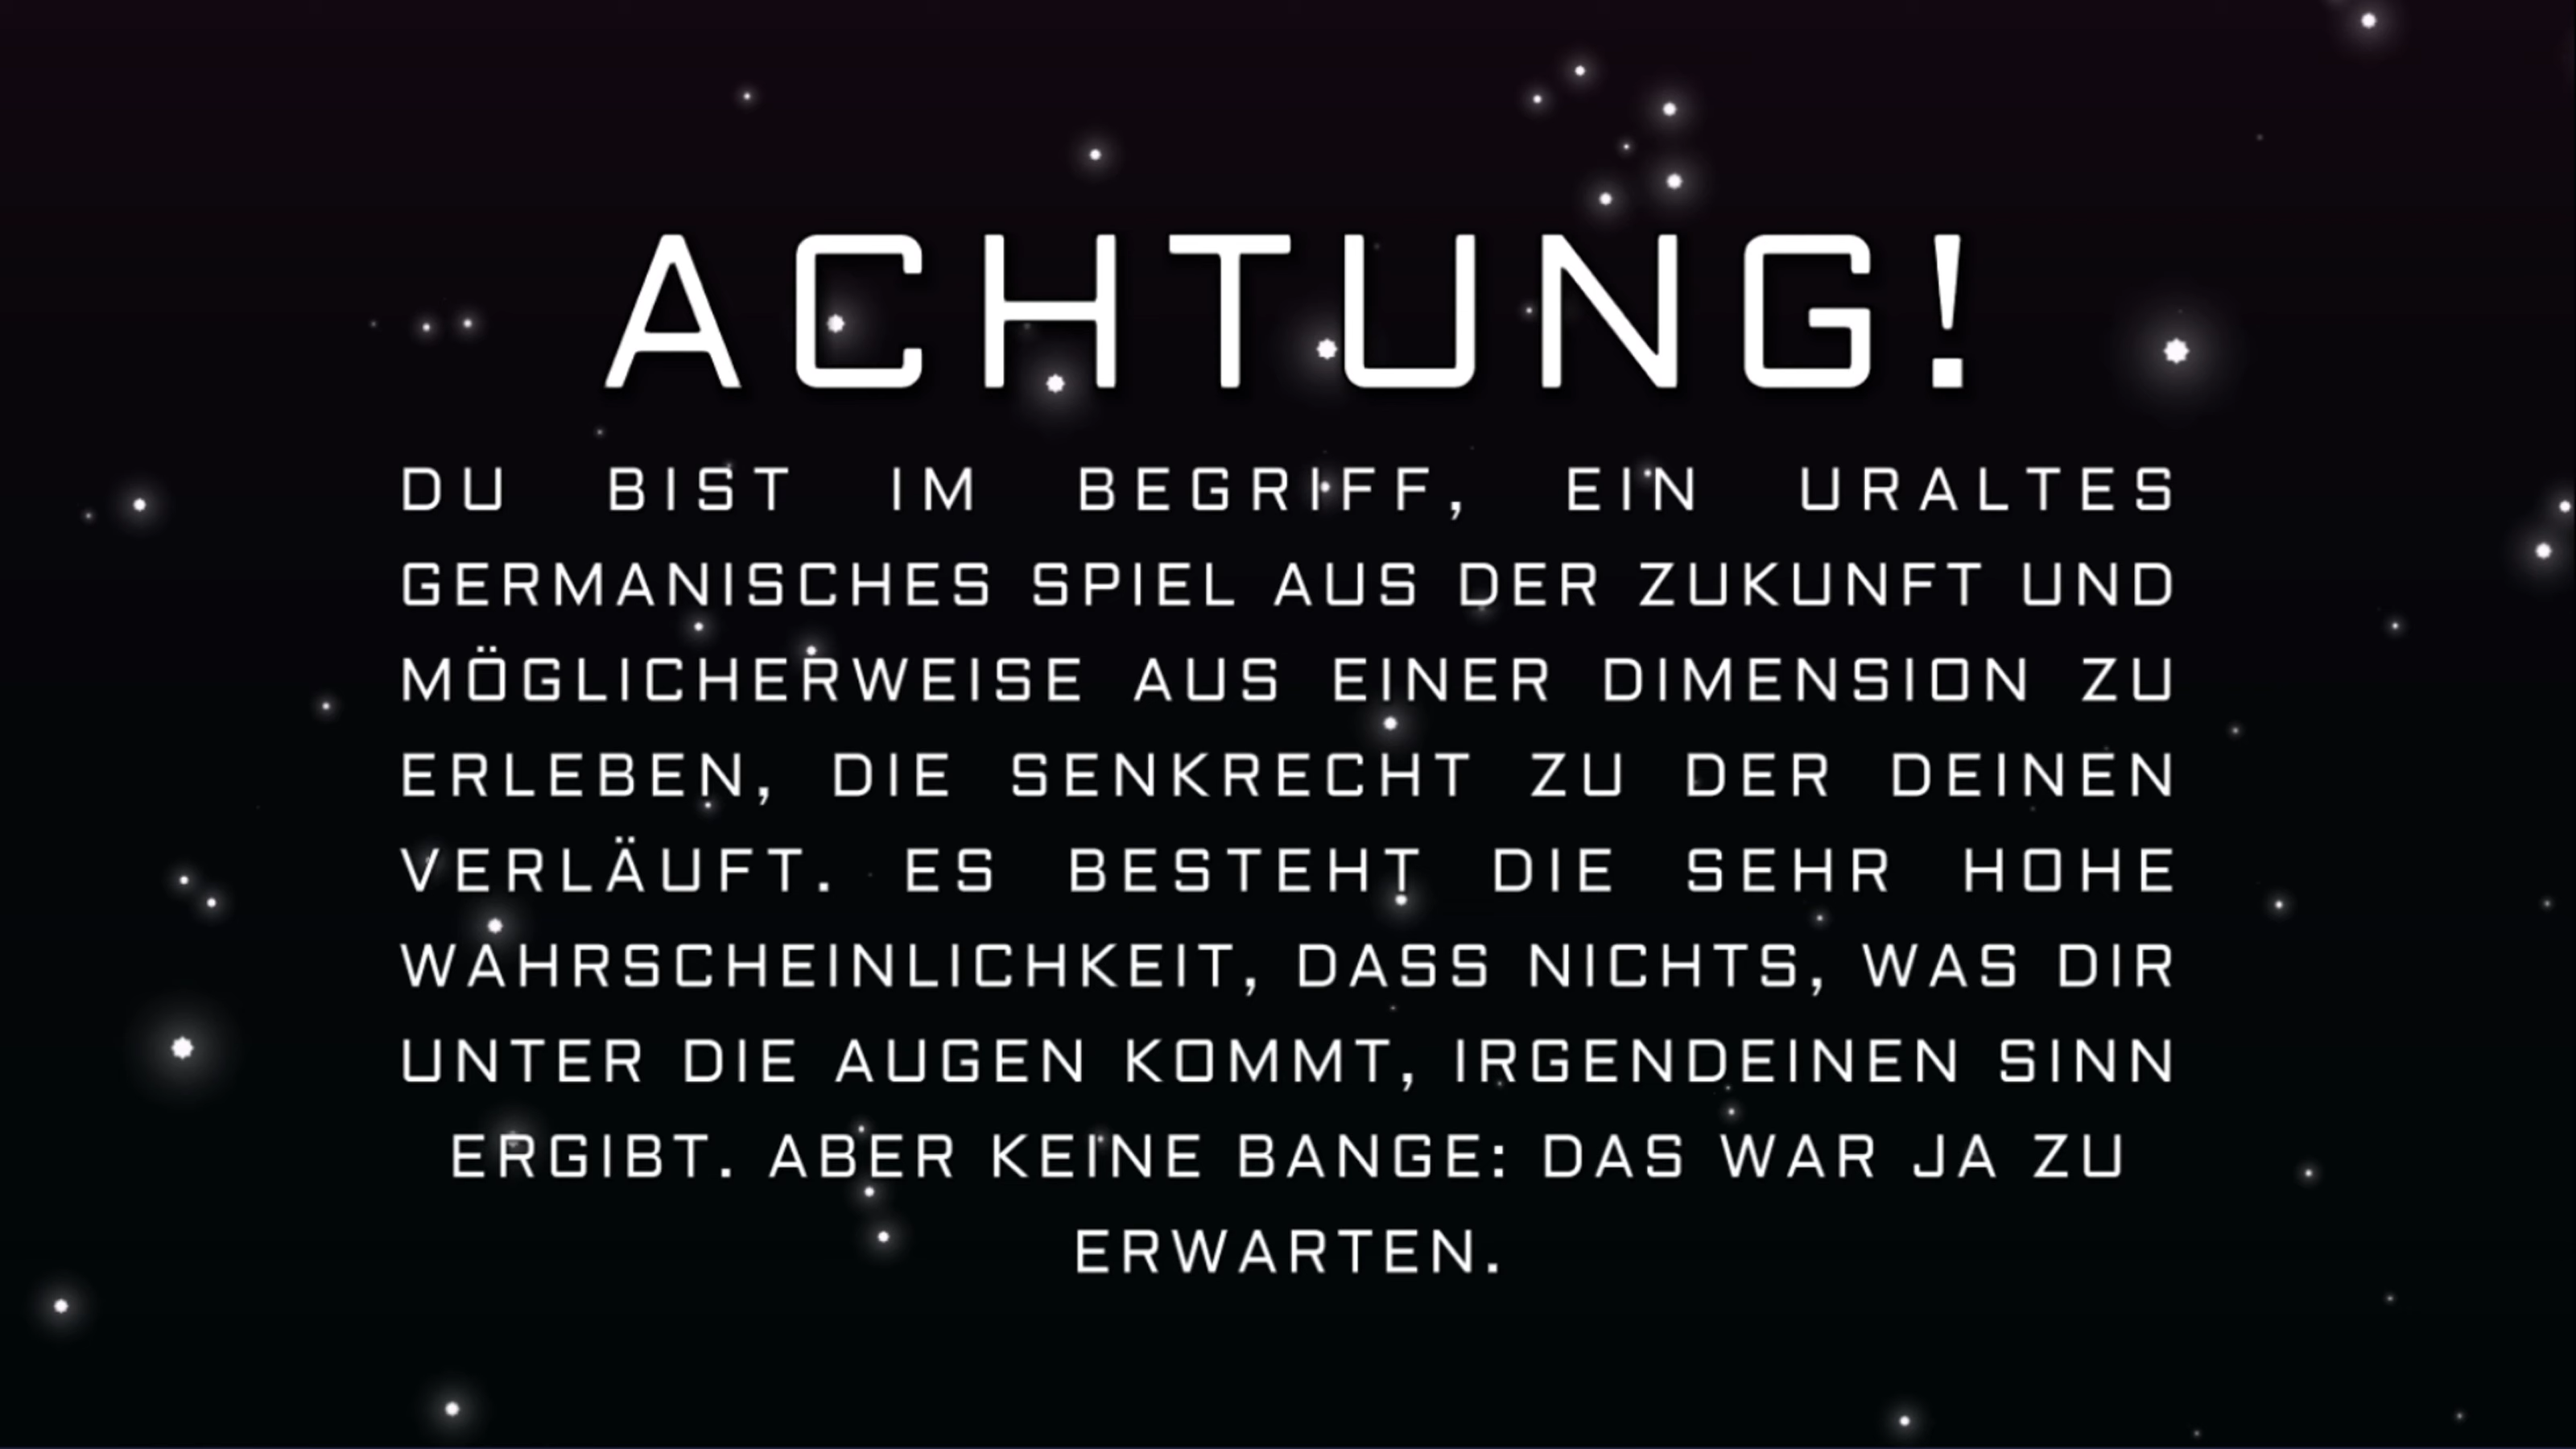 ACHTUNG!
DU BIST IM BEGRIFF, EIN URALTES
GERMANISCHES SPIEL AUS DER ZUKUNFT UND
MÖGLICHERWEISE AUS EINER DIMENSION ZU
ERLEBEN, DIE SENKRECHT ZU DER DEINEN
VERLÄUFT. ES BESTEHT DIE SEHR HOHE
WAHRSCHEINLICHKEIT, DASS NICHTS, WAS DIR
UNTER DIE AUGEN KOMMT, IRGENDEINEN SINN
ERGIBT. ABER KEINE BANGE: DAS WAR JA ZU
ERWARTEN.